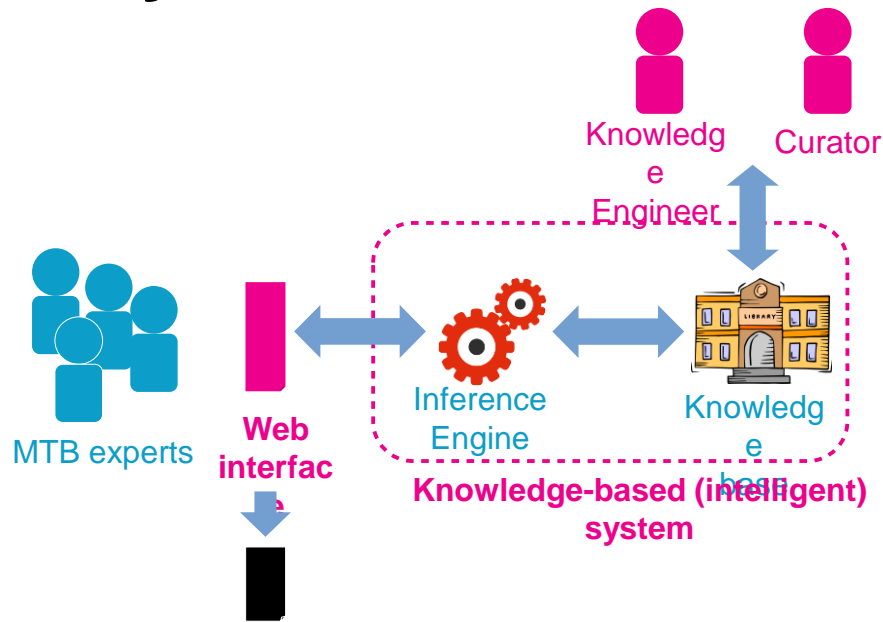 Knowledg
e
Engineer
Curator
LIBRARY
MTB experts
Web
interfac
e
Inference
Engine
Knowledg
e
base
Knowledge-based (intelligent)
system